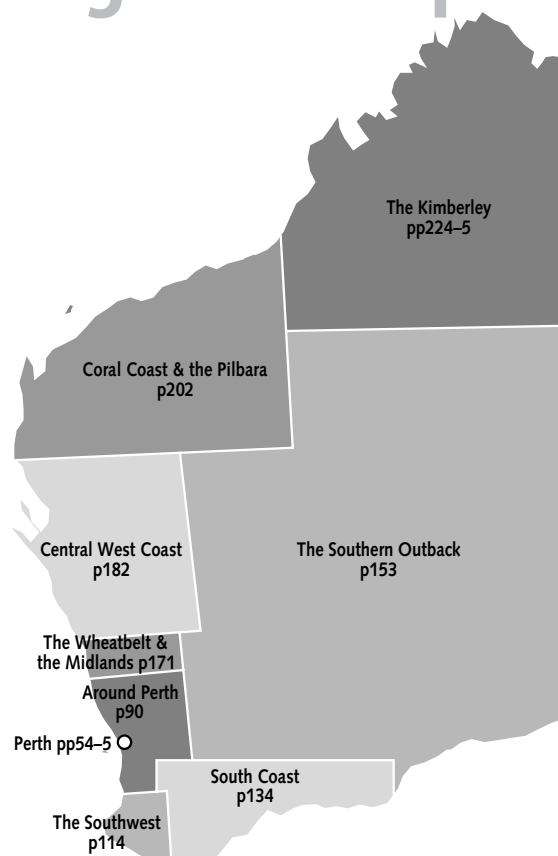 The Kimberley
pp224–5
Coral Coast & the Pilbara
p202
Central West Coast
p182
The Southern Outback
p153
The Wheatbelt &
the Midlands p171
Around Perth
p90
Perth pp54–5
South Coast
p134
The Southwest
p114